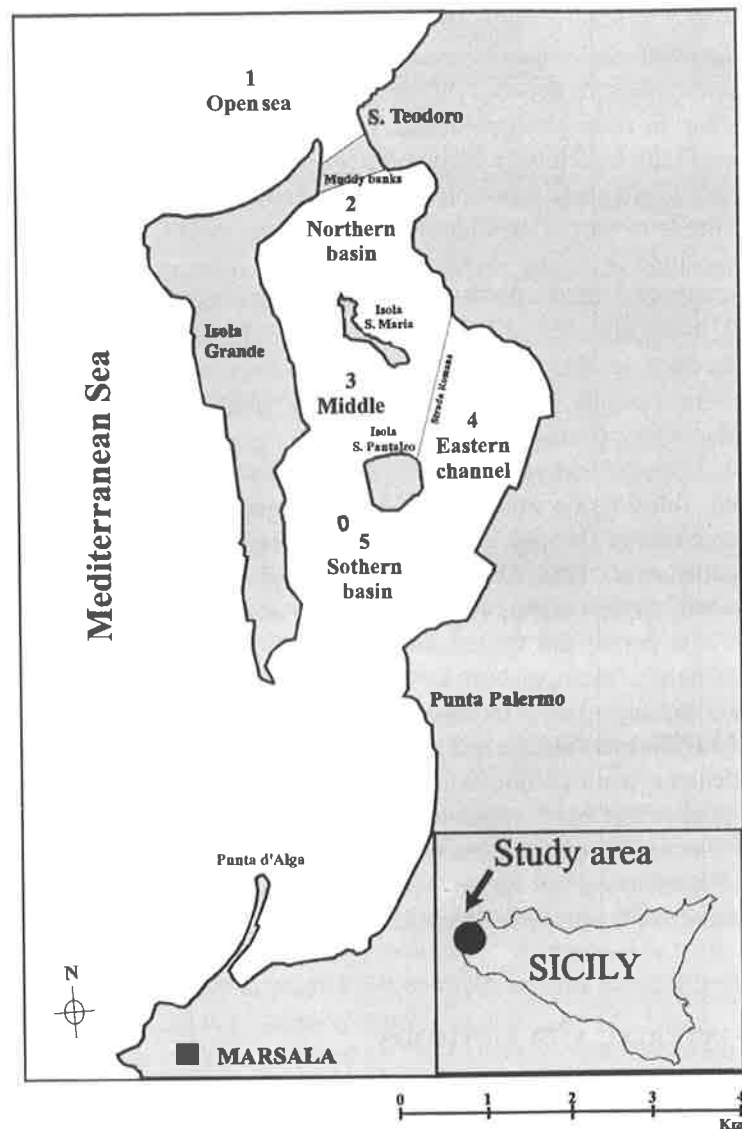 1
Open sea
S. Teodoro
Muddy banks
2
Northern
basin
Isola
S. Maria
Isola
Grande
Mediterranean Sea
3
Middle
Strada Romana
4
Eastern
channel
Isola
S. Pantaleo
5
Sothern
basin
Punta Palermo
Punta d'Alga
Study area
SICILY
N
MARSALA
0 1 2 3 4
Km